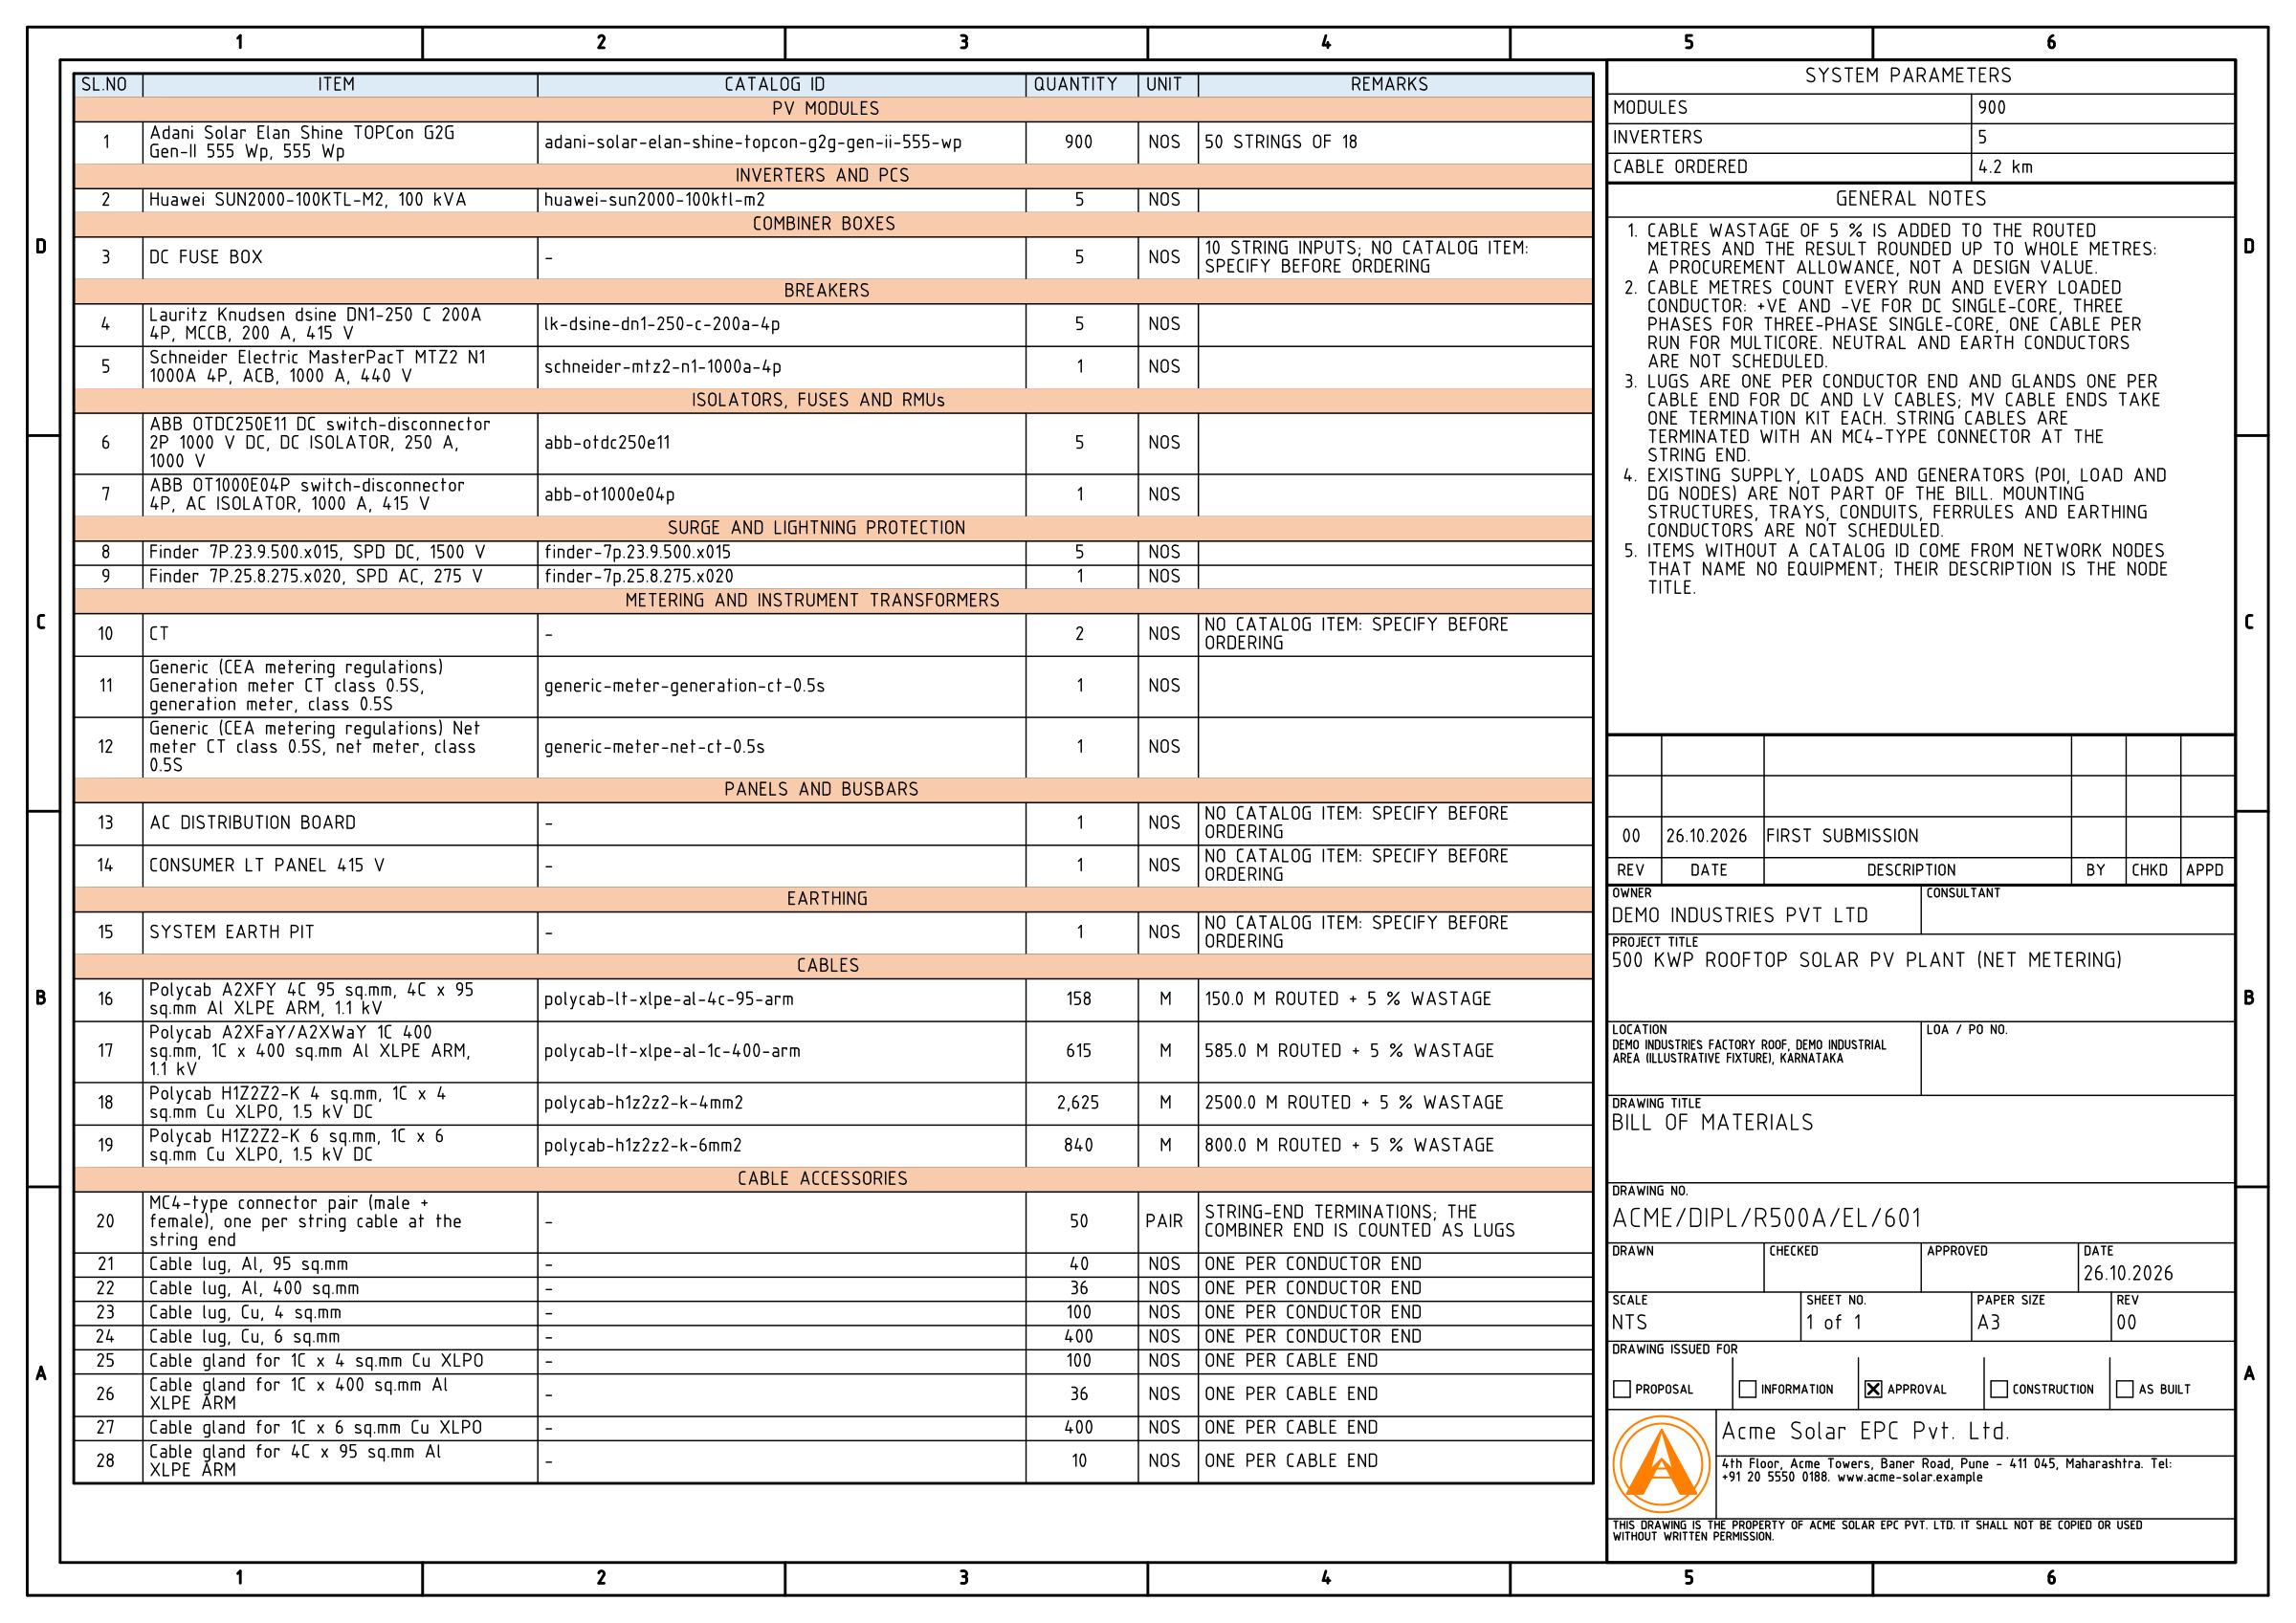 1 2 3 4 5 6
SL.NO ITEM CATALOG ID QUANTITY UNIT REMARKS
PV MODULES
1 Adani Solar Elan Shine TOPCon G2G Gen-II 555 Wp, 555 Wp adani-solar-elan-shine-topcon-g2g-gen-ii-555-wp 900 NOS 50 STRINGS OF 18
INVERTERS AND PCS
2 Huawei SUN2000-100KTL-M2, 100 kVA huawei-sun2000-100ktl-m2 5 NOS
COMBINER BOXES
3 DC FUSE BOX - 5 NOS 10 STRING INPUTS; NO CATALOG ITEM: SPECIFY BEFORE ORDERING
BREAKERS
4 Lauritz Knudsen dsine DN1-250 C 200A 4P, MCCB, 200 A, 415 V lk-dsine-dn1-250-c-200a-4p 5 NOS
5 Schneider Electric MasterPacT MTZ2 N1 1000A 4P, ACB, 1000 A, 440 V schneider-mtz2-n1-1000a-4p 1 NOS
ISOLATORS, FUSES AND RMUs
6 ABB OTDC250E11 DC switch-disconnector 2P 1000 V DC, DC ISOLATOR, 250 A, 1000 V abb-otdc250e11 5 NOS
7 ABB OT1000E04P switch-disconnector 4P, AC ISOLATOR, 1000 A, 415 V abb-ot1000e04p 1 NOS
SURGE AND LIGHTNING PROTECTION
8 Finder 7P.23.9.500.x015, SPD DC, 1500 V finder-7p.23.9.500.x015 5 NOS
9 Finder 7P.25.8.275.x020, SPD AC, 275 V finder-7p.25.8.275.x020 1 NOS
METERING AND INSTRUMENT TRANSFORMERS
10 CT - 2 NOS NO CATALOG ITEM: SPECIFY BEFORE ORDERING
11 Generic (CEA metering regulations) Generation meter CT class 0.5S, generation meter, class 0.5S generic-meter-generation-ct-0.5s 1 NOS
12 Generic (CEA metering regulations) Net meter CT class 0.5S, net meter, class 0.5S generic-meter-net-ct-0.5s 1 NOS
PANELS AND BUSBARS
13 AC DISTRIBUTION BOARD - 1 NOS NO CATALOG ITEM: SPECIFY BEFORE ORDERING
14 CONSUMER LT PANEL 415 V - 1 NOS NO CATALOG ITEM: SPECIFY BEFORE ORDERING
EARTHING
15 SYSTEM EARTH PIT - 1 NOS NO CATALOG ITEM: SPECIFY BEFORE ORDERING
CABLES
16 Polycab A2XFY 4C 95 sq.mm, 4C x 95 sq.mm Al XLPE ARM, 1.1 kV polycab-lt-xlpe-al-4c-95-arm 158 M 150.0 M ROUTED + 5 % WASTAGE
17 Polycab A2XFaY/A2XWaY 1C 400 sq.mm, 1C x 400 sq.mm Al XLPE ARM, 1.1 kV polycab-lt-xlpe-al-1c-400-arm 615 M 585.0 M ROUTED + 5 % WASTAGE
18 Polycab H1Z2Z2-K 4 sq.mm, 1C x 4 sq.mm Cu XLPO, 1.5 kV DC polycab-h1z2z2-k-4mm2 2,625 M 2500.0 M ROUTED + 5 % WASTAGE
19 Polycab H1Z2Z2-K 6 sq.mm, 1C x 6 sq.mm Cu XLPO, 1.5 kV DC polycab-h1z2z2-k-6mm2 840 M 800.0 M ROUTED + 5 % WASTAGE
CABLE ACCESSORIES
20 MC4-type connector pair (male + female), one per string cable at the string end - 50 PAIR STRING-END TERMINATIONS; THE COMBINER END IS COUNTED AS LUGS
21 Cable lug, Al, 95 sq.mm - 40 NOS ONE PER CONDUCTOR END
22 Cable lug, Al, 400 sq.mm - 36 NOS ONE PER CONDUCTOR END
23 Cable lug, Cu, 4 sq.mm - 100 NOS ONE PER CONDUCTOR END
24 Cable lug, Cu, 6 sq.mm - 400 NOS ONE PER CONDUCTOR END
25 Cable gland for 1C x 4 sq.mm Cu XLPO - 100 NOS ONE PER CABLE END
26 Cable gland for 1C x 400 sq.mm Al XLPE ARM - 36 NOS ONE PER CABLE END
27 Cable gland for 1C x 6 sq.mm Cu XLPO - 400 NOS ONE PER CABLE END
28 Cable gland for 4C x 95 sq.mm Al XLPE ARM - 10 NOS ONE PER CABLE END
SYSTEM PARAMETERS
MODULES 900
INVERTERS 5
CABLE ORDERED 4.2 km
GENERAL NOTES
1. CABLE WASTAGE OF 5 % IS ADDED TO THE ROUTED
METRES AND THE RESULT ROUNDED UP TO WHOLE METRES:
A PROCUREMENT ALLOWANCE, NOT A DESIGN VALUE.
2. CABLE METRES COUNT EVERY RUN AND EVERY LOADED
CONDUCTOR: +VE AND -VE FOR DC SINGLE-CORE, THREE
PHASES FOR THREE-PHASE SINGLE-CORE, ONE CABLE PER
RUN FOR MULTICORE. NEUTRAL AND EARTH CONDUCTORS
ARE NOT SCHEDULED.
3. LUGS ARE ONE PER CONDUCTOR END AND GLANDS ONE PER
CABLE END FOR DC AND LV CABLES; MV CABLE ENDS TAKE
ONE TERMINATION KIT EACH. STRING CABLES ARE
TERMINATED WITH AN MC4-TYPE CONNECTOR AT THE
STRING END.
4. EXISTING SUPPLY, LOADS AND GENERATORS (POI, LOAD AND
DG NODES) ARE NOT PART OF THE BILL. MOUNTING
STRUCTURES, TRAYS, CONDUITS, FERRULES AND EARTHING
CONDUCTORS ARE NOT SCHEDULED.
5. ITEMS WITHOUT A CATALOG ID COME FROM NETWORK NODES
THAT NAME NO EQUIPMENT; THEIR DESCRIPTION IS THE NODE
TITLE.
00 26.10.2026 FIRST SUBMISSION
REV DATE DESCRIPTION BY CHKD APPD
OWNER CONSULTANT
DEMO INDUSTRIES PVT LTD
PROJECT TITLE
500 KWP ROOFTOP SOLAR PV PLANT (NET METERING)
LOCATION LOA / PO NO.
DEMO INDUSTRIES FACTORY ROOF, DEMO INDUSTRIAL
AREA (ILLUSTRATIVE FIXTURE), KARNATAKA
DRAWING TITLE
BILL OF MATERIALS
DRAWING NO.
ACME/DIPL/R500A/EL/601
DRAWN CHECKED APPROVED DATE
26.10.2026
SCALE SHEET NO. PAPER SIZE REV
NTS 1 of 1 A3 00
DRAWING ISSUED FOR
PROPOSAL INFORMATION APPROVAL CONSTRUCTION AS BUILT
Acme Solar EPC Pvt. Ltd.
4th Floor, Acme Towers, Baner Road, Pune - 411 045, Maharashtra. Tel:
+91 20 5550 0188. www.acme-solar.example
THIS DRAWING IS THE PROPERTY OF ACME SOLAR EPC PVT. LTD. IT SHALL NOT BE COPIED OR USED
WITHOUT WRITTEN PERMISSION.
D D
C C
B B
A A
1 2 3 4 5 6